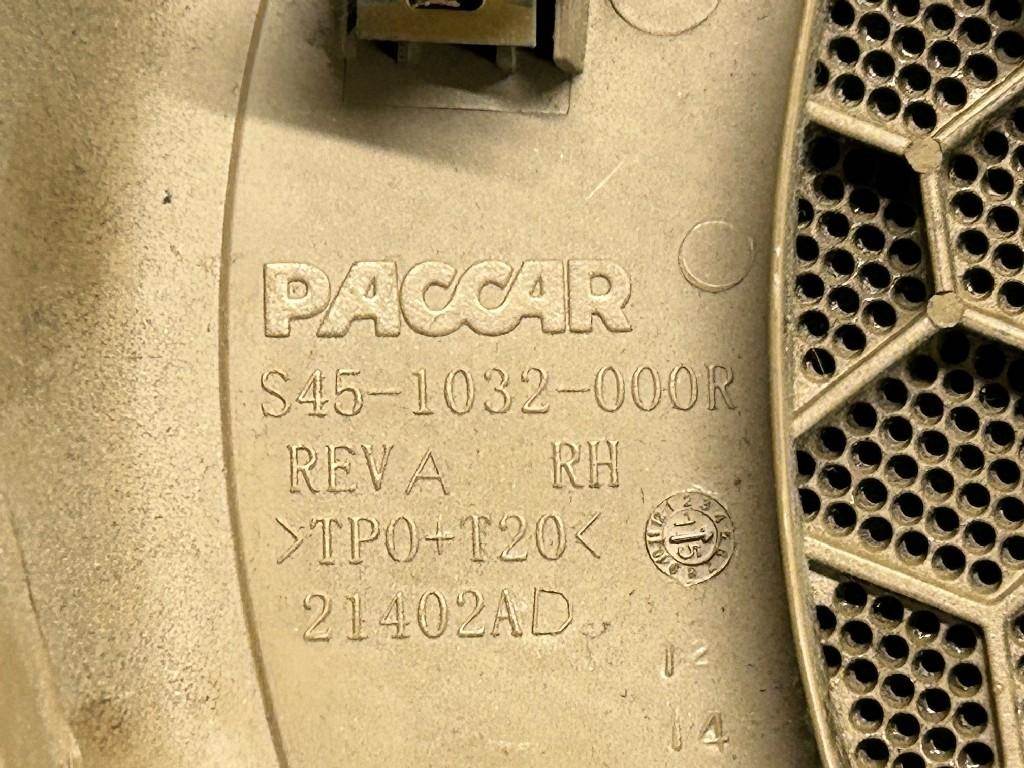 PACCAR
S45-1032-000R
REV A RH
>TPO+T20<
21402AD
12
14